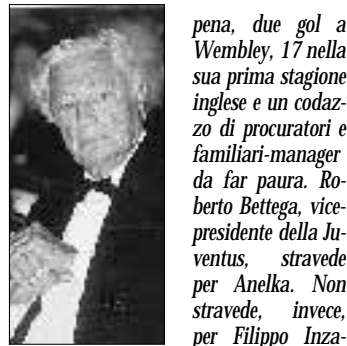 pena, due gol a
Wembley, 17 nella
sua prima stagione
inglese e un codaz-
zo di procuratori e
familiari-manager
da far paura. Ro-
berto Bettega, vice-
presidente della Ju-
ventus, stravede
per Anelka. Non
stravede, invece,
per Filippo Inza-